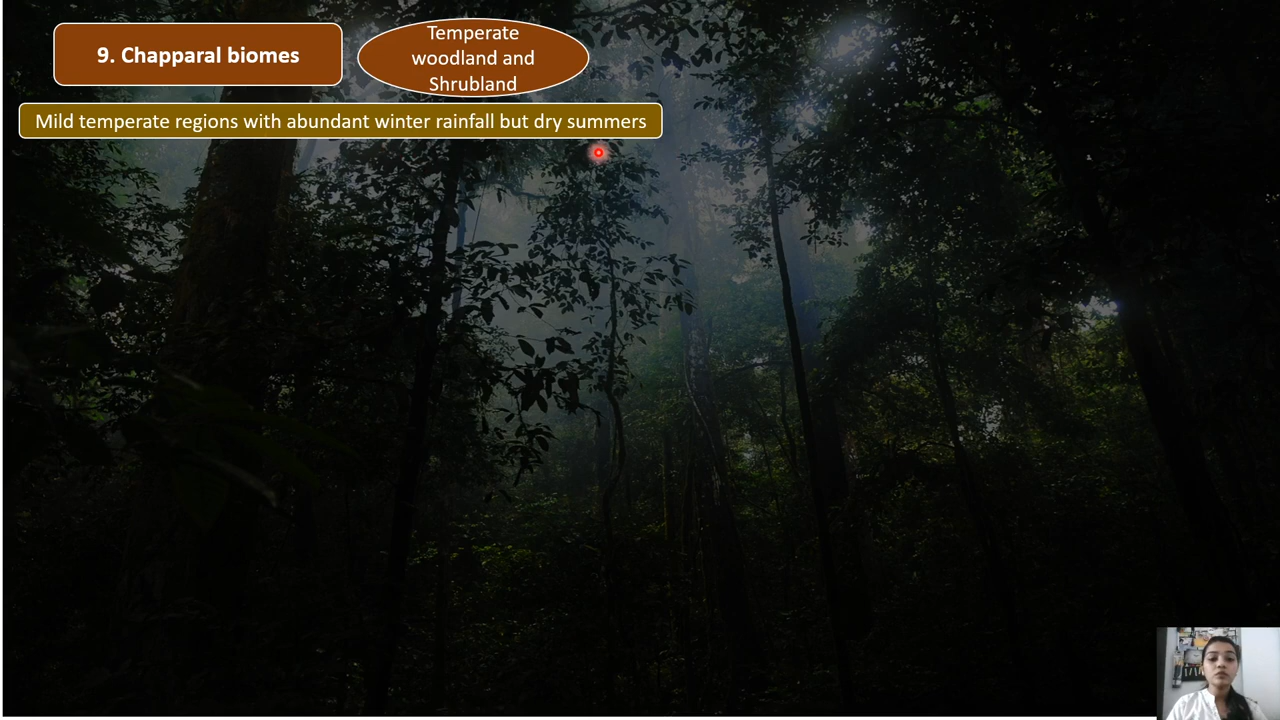 9. Chapparal biomes
Temperate
woodland and
Shrubland
Mild temperate regions with abundant winter rainfall but dry summers